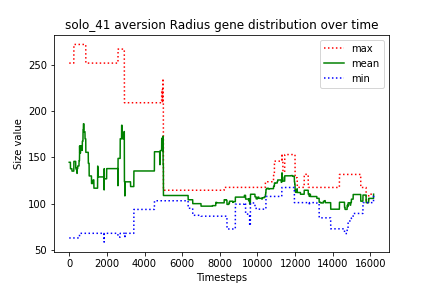 solo_41 aversion Radius gene distribution over time
max
mean
min
Size value
250
200
150
100
50
0 2000 4000 6000 8000 10000 12000 14000 16000
Timesteps